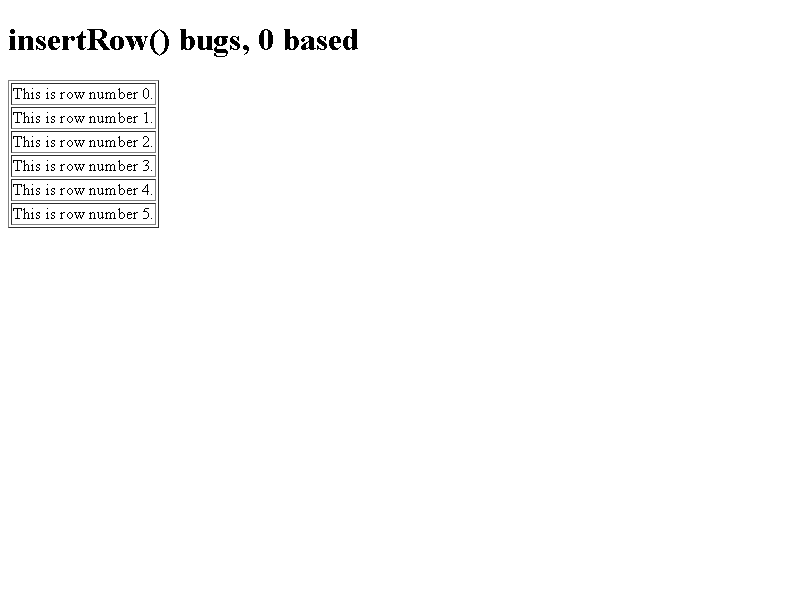 insertRow() bugs, 0 based
This is row number 0.
This is row number 1.
This is row number 2.
This is row number 3.
This is row number 4.
This is row number 5.